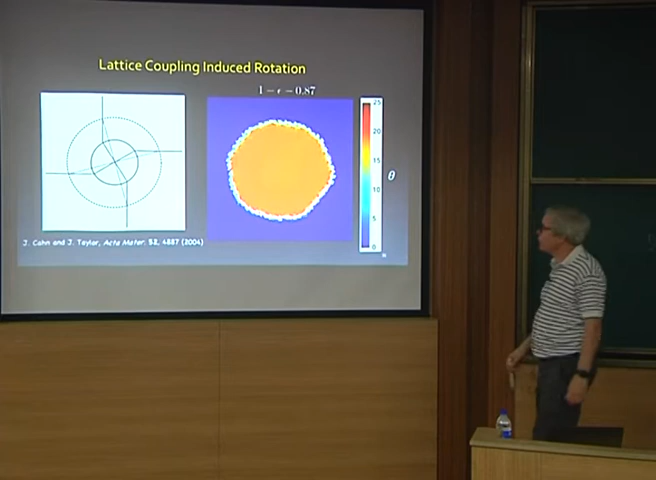 Lattice Coupling Induced Rotation
1 − ϵ = 0.87
25
20
15
10
5
0
θ
J. Cahn and J. Taylor, Acta Mater. 52, 4887 (2004)